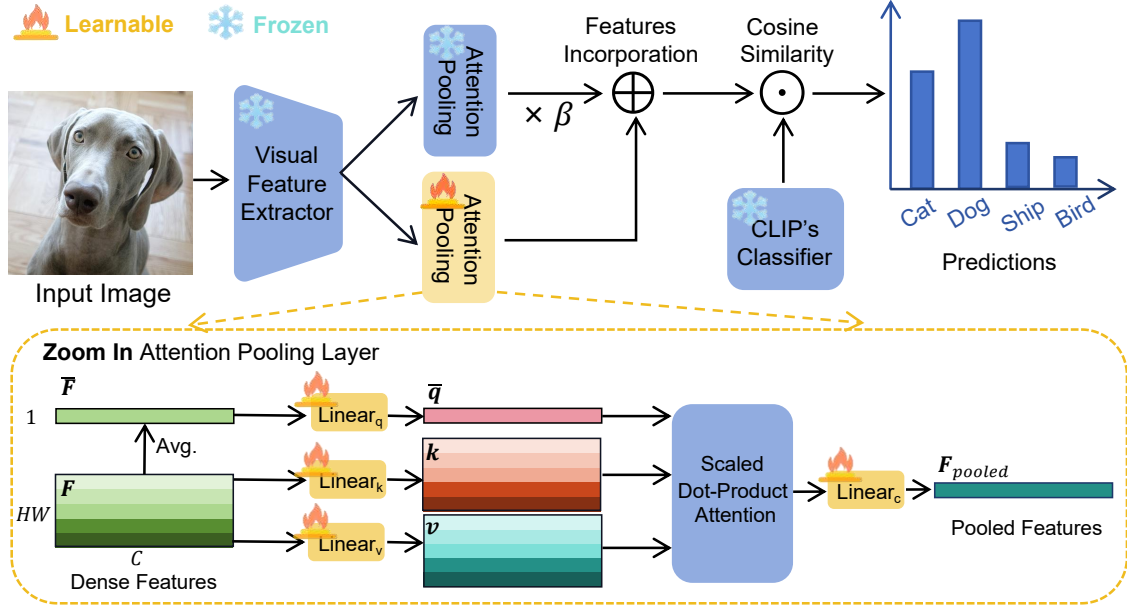 Learnable
Frozen
Input Image
Visual
Feature
Extractor
Attention
Pooling
Attention
Pooling
× β
Features
Incorporation
Cosine
Similarity
CLIP's
Classifier
Cat
Dog
Ship
Bird
Predictions
Zoom In Attention Pooling Layer
F̅
1
Avg.
F
HW
C
Dense Features
Linearq
Lineark
Linearv
q̅
k
v
Scaled
Dot-Product
Attention
Linearc
Fpooled
Pooled Features